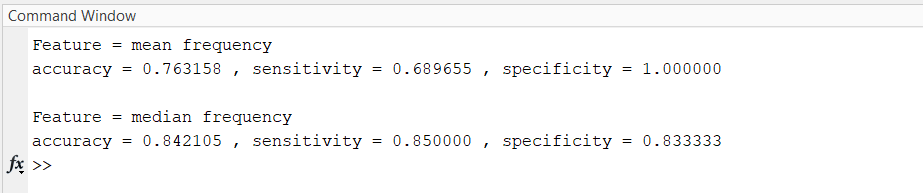 Command Window
Feature = mean frequency
accuracy = 0.763158 , sensitivity = 0.689655 , specificity = 1.000000
Feature = median frequency
accuracy = 0.842105 , sensitivity = 0.850000 , specificity = 0.833333
fx >>